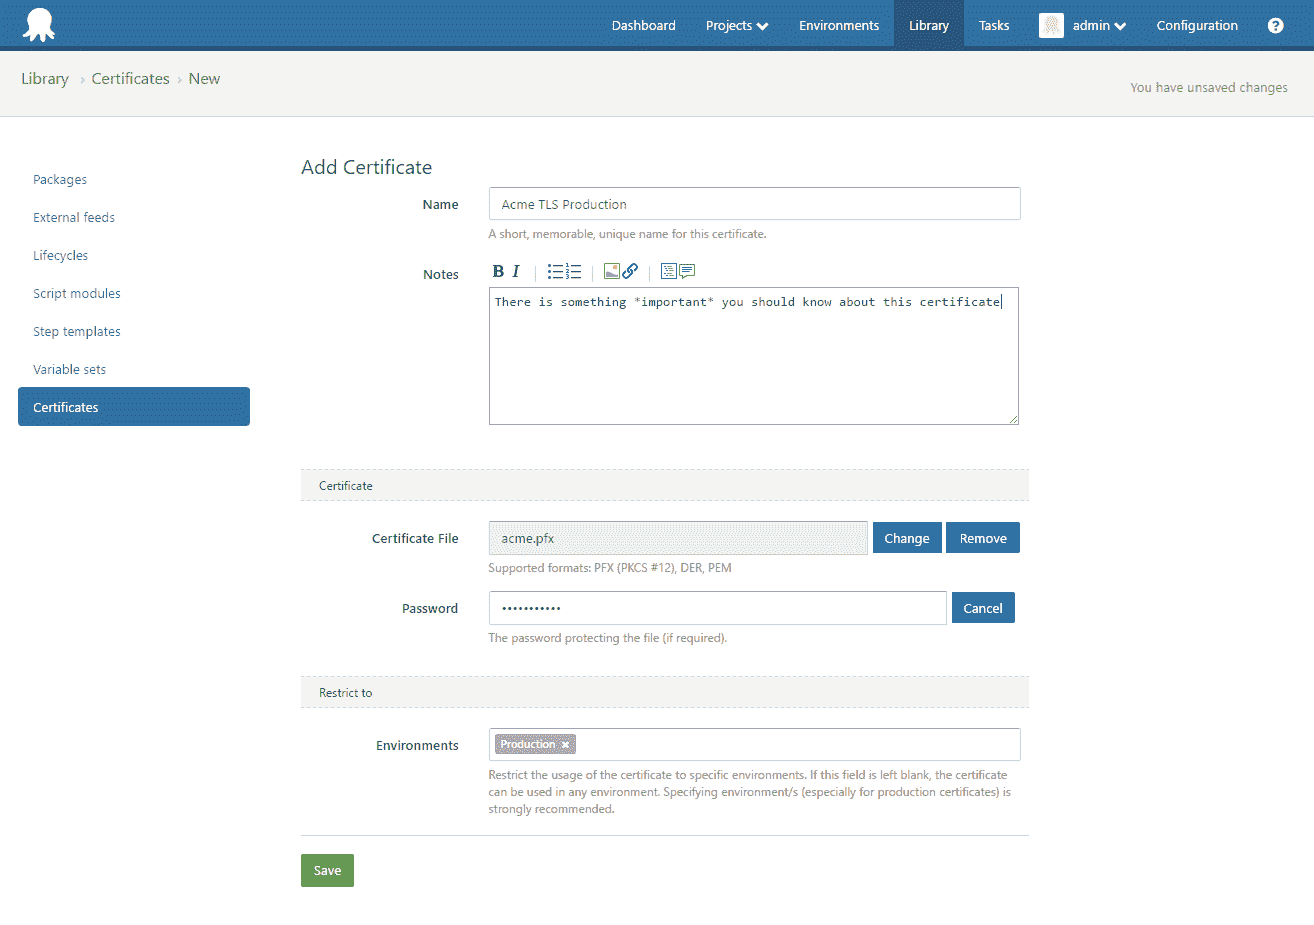 Dashboard Projects Environments Library Tasks admin Configuration ?
Library › Certificates › New
You have unsaved changes
Packages
External feeds
Lifecycles
Script modules
Step templates
Variable sets
Certificates
Add Certificate
Name
Acme TLS Production
A short, memorable, unique name for this certificate.
Notes
B I
There is something *important* you should know about this certificate
Certificate
Certificate File
acme.pfx
Change
Remove
Supported formats: PFX (PKCS #12), DER, PEM
Password
•••••••••••
Cancel
The password protecting the file (if required).
Restrict to
Environments
Production ×
Restrict the usage of the certificate to specific environments. If this field is left blank, the certificate
can be used in any environment. Specifying environment/s (especially for production certificates) is
strongly recommended.
Save